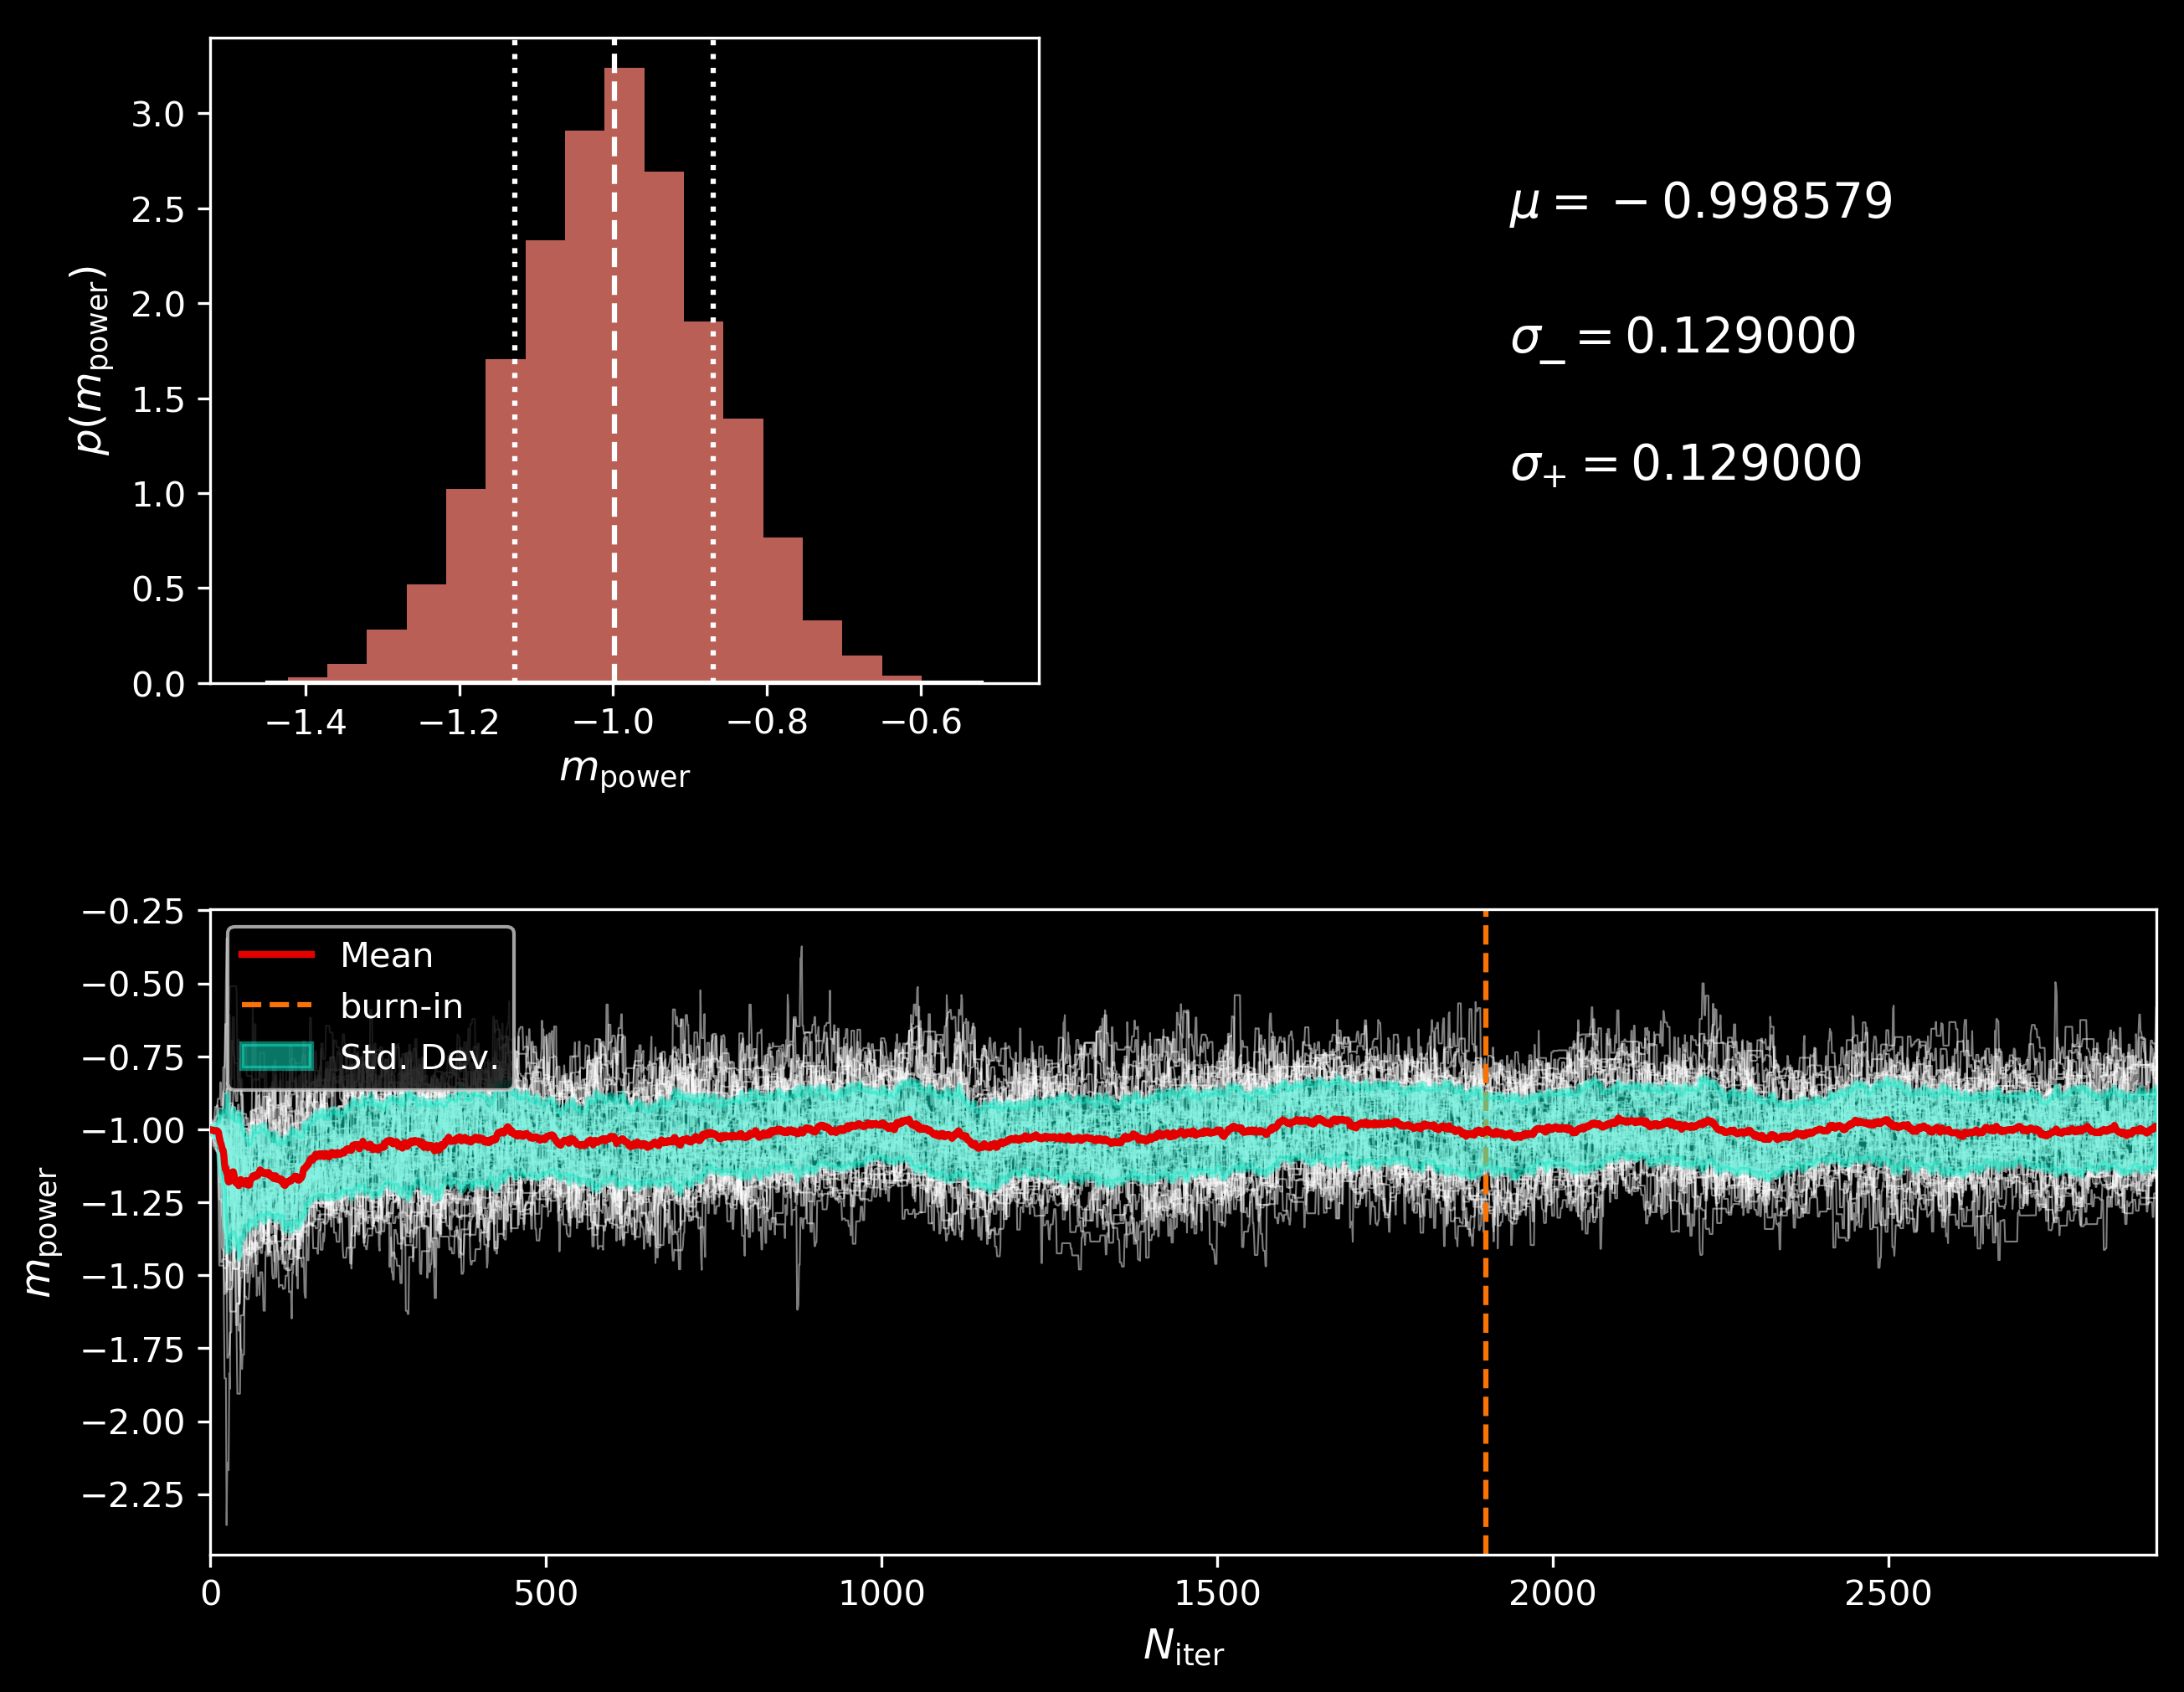 3.0
2.5
2.0
1.5
1.0
0.5
0.0
p(m_power)
−1.4 −1.2 −1.0 −0.8 −0.6
m_power
μ = −0.998579
σ_− = 0.129000
σ_+ = 0.129000
−0.25
−0.50
−0.75
−1.00
−1.25
−1.50
−1.75
−2.00
−2.25
m_power
Mean
burn-in
Std. Dev.
0 500 1000 1500 2000 2500
N_iter